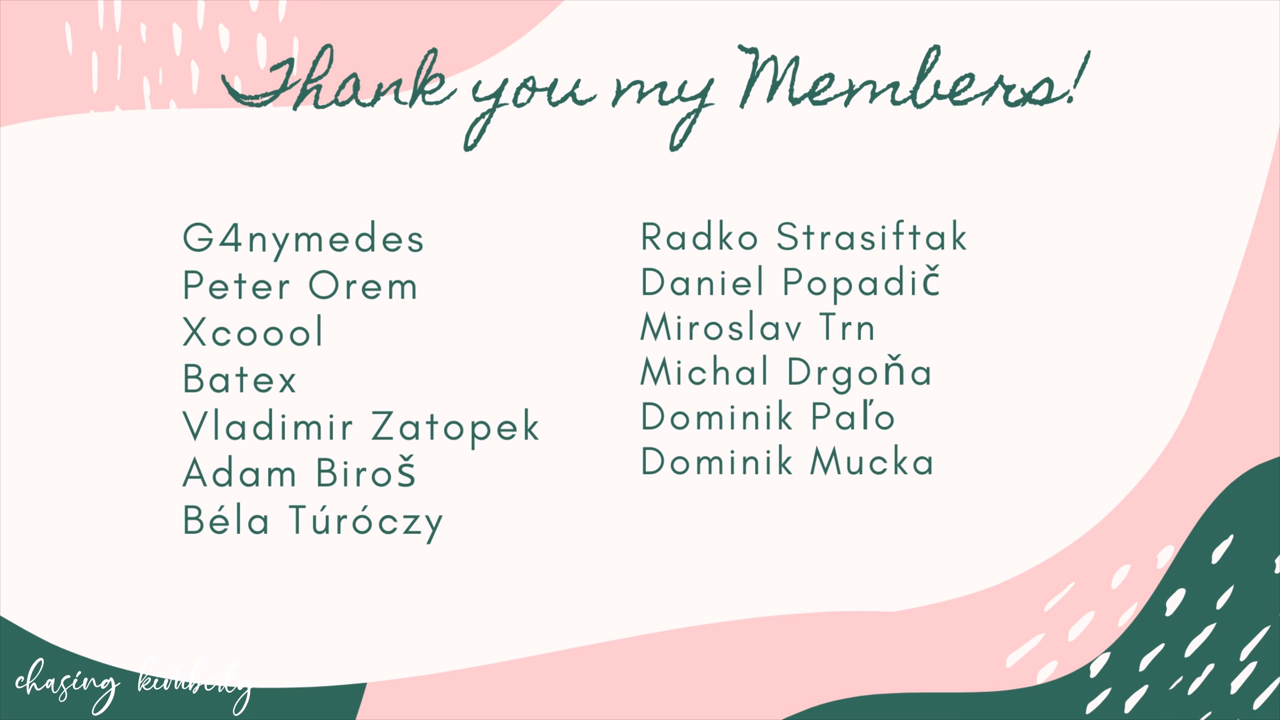 Thank you my Members!
G4nymedes
Peter Orem
Xcoool
Batex
Vladimir Zatopek
Adam Biroš
Béla Túróczy
Radko Strasiftak
Daniel Popadič
Miroslav Trn
Michal Drgoňa
Dominik Paľo
Dominik Mucka
chasing kimberly